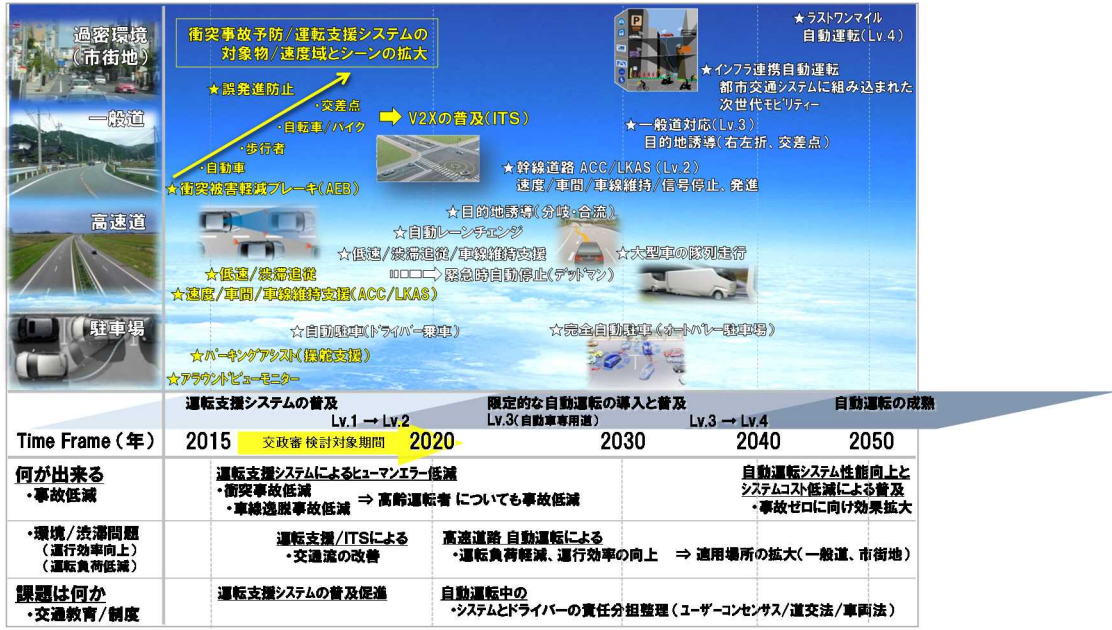 過密環境
(市街地)
衝突事故予防/運転支援システムの
対象物/速度域とシーンの拡大
★ラストワンマイル
自動運転(Lv.4)
★インフラ連携自動運転
都市交通システムに組み込まれた
次世代モビリティー
★誤発進防止
・交差点
・自転車/バイク
・歩行者
・自動車
★衝突被害軽減ブレーキ(AEB)
V2Xの普及(ITS)
一般道
★一般道対応(Lv.3)
目的地誘導(右左折、交差点)
★幹線道路 ACC/LKAS (Lv.2)
速度/車間/車線維持/信号停止、発進
高速道
★目的地誘導(分岐・合流)
★自動レーンチェンジ
★低速/渋滞追従/車線維持支援
緊急時自動停止(デッドマン)
★大型車の隊列走行
★低速/渋滞追従
★速度/車間/車線維持支援(ACC/LKAS)
駐車場
★自動駐車(ドライバー乗車)
★完全自動駐車(オートバレー駐車場)
★パーキングアシスト(操舵支援)
★アラウンドビューモニター
運転支援システムの普及
Lv.1 → Lv.2
限定的な自動運転の導入と普及
Lv.3(自動車専用道)
Lv.3 → Lv.4
自動運転の成熟
Time Frame (年)
2015
交政審 検討対象期間
2020
2030
2040
2050
何が出来る
・事故低減
運転支援システムによるヒューマンエラー低減
・衝突事故低減
・車線逸脱事故低減
⇒ 高齢運転者 についても事故低減
自動運転システム性能向上と
システムコスト低減による普及
・事故ゼロに向け効果拡大
・環境/渋滞問題
(運行効率向上)
(運転負荷低減)
運転支援/ITSによる
・交通流の改善
高速道路 自動運転による
・運転負荷軽減、運行効率の向上
⇒ 適用場所の拡大(一般道、市街地)
課題は何か
・交通教育/制度
運転支援システムの普及促進
自動運転中の
・システムとドライバーの責任分担整理(ユーザーコンセンサス/道交法/車両法)